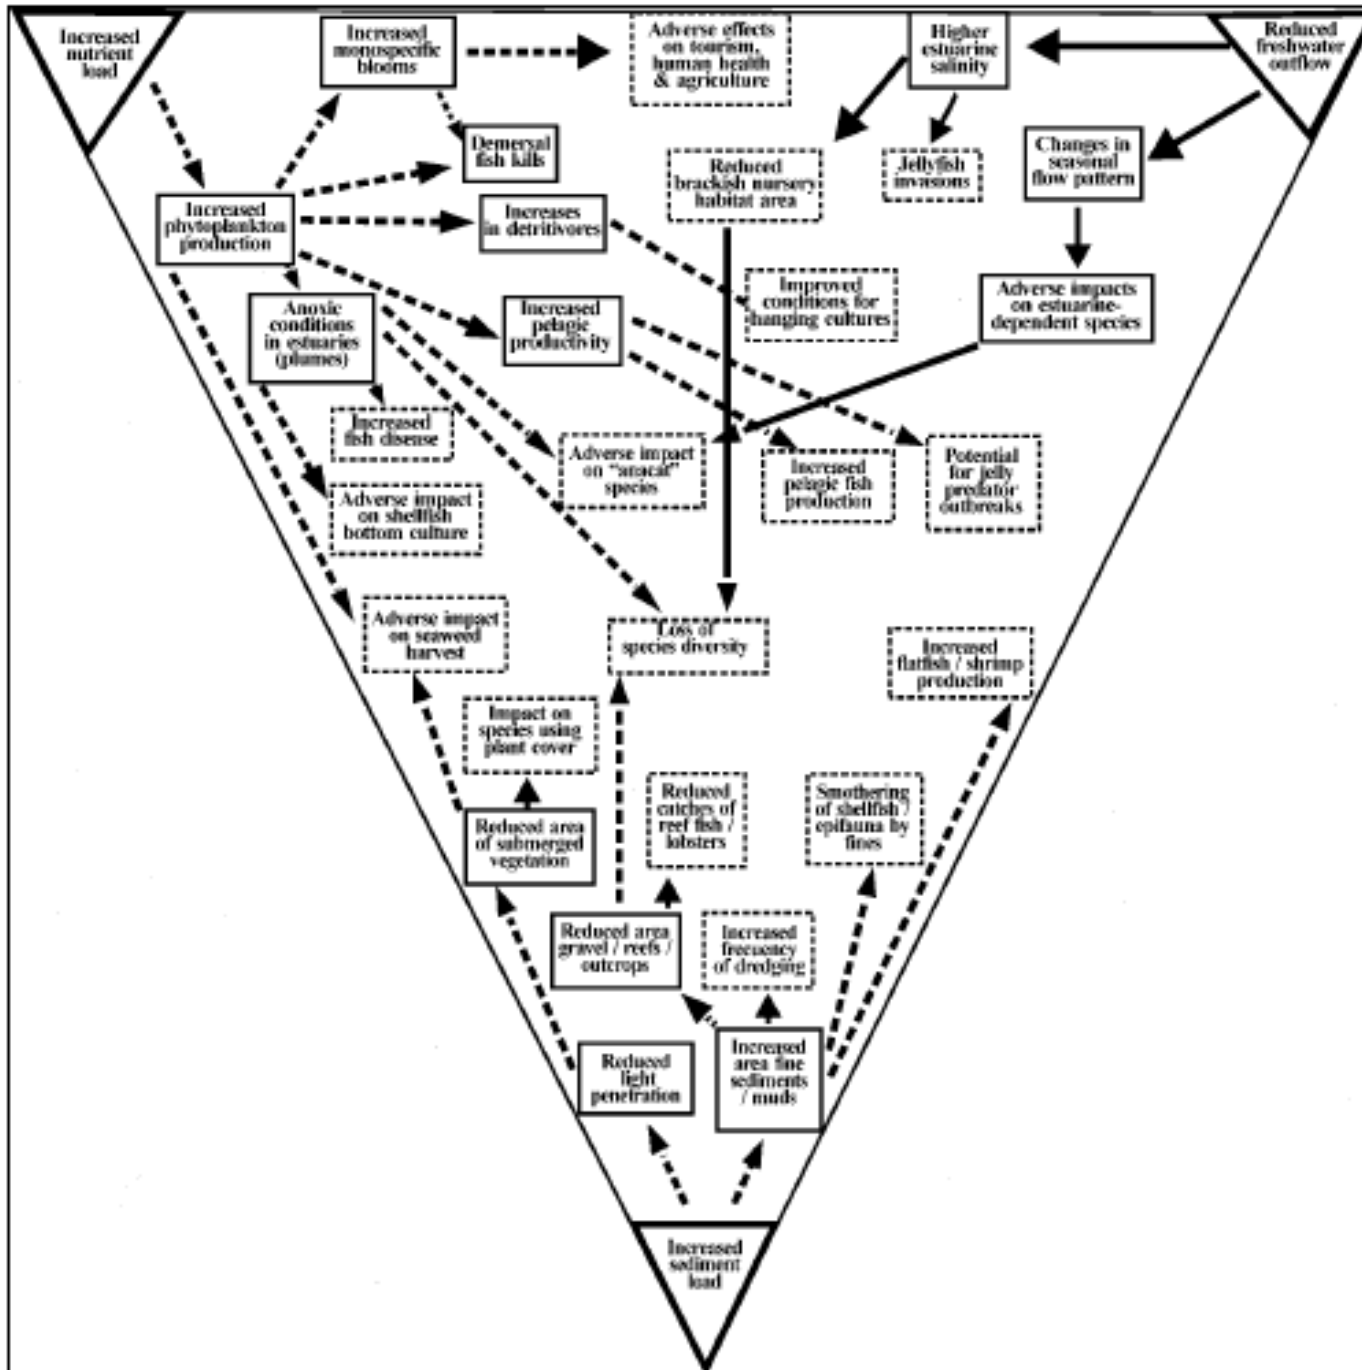 Increased
nutrient
load
Increased
monospecific
blooms
Adverse effects
on tourism,
human health
& agriculture
Higher
estuarine
salinity
Reduced
freshwater
outflow
Demersal
fish kills
Reduced
brackish nursery
habitat area
Jellyfish
invasions
Changes in
seasonal
flow pattern
Increased
phytoplankton
production
Increases
in detritivores
Anoxic
conditions
in estuaries
(plumes)
Increased
pelagic
productivity
Improved
conditions for
hanging cultures
Adverse impacts
on estuarine-
dependent species
Increased
fish disease
Adverse impact
on "anacat"
species
Increased
pelagic fish
production
Potential
for jelly
predator
outbreaks
Adverse impact
on shellfish
bottom culture
Adverse impact
on seaweed
harvest
Loss of
species diversity
Increased
flatfish / shrimp
production
Impact on
species using
plant cover
Reduced
catches of
reef fish /
lobsters
Smothering
of shellfish /
epifauna by
fines
Reduced area
of submerged
vegetation
Reduced area
gravel / reefs /
outcrops
Increased
frecuency
of dredging
Reduced
light
penetration
Increased
area fine
sediments
/ muds
Increased
sediment
load